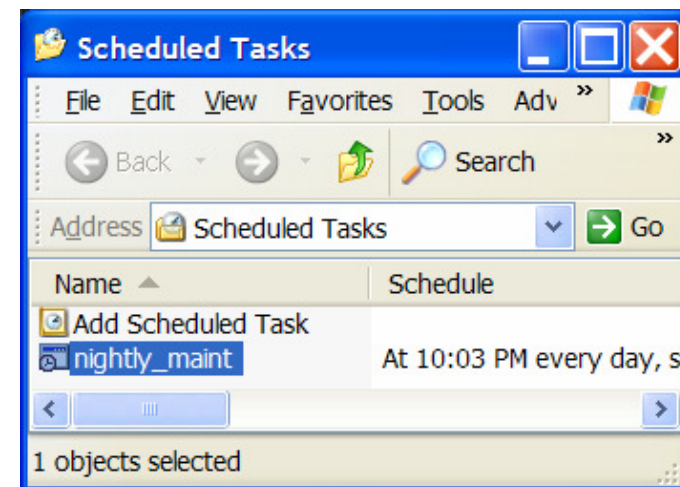 Scheduled Tasks
File Edit View Favorites Tools Adv »
Back Search »
Address Scheduled Tasks Go
Name Schedule
Add Scheduled Task
nightly_maint At 10:03 PM every day, s
1 objects selected